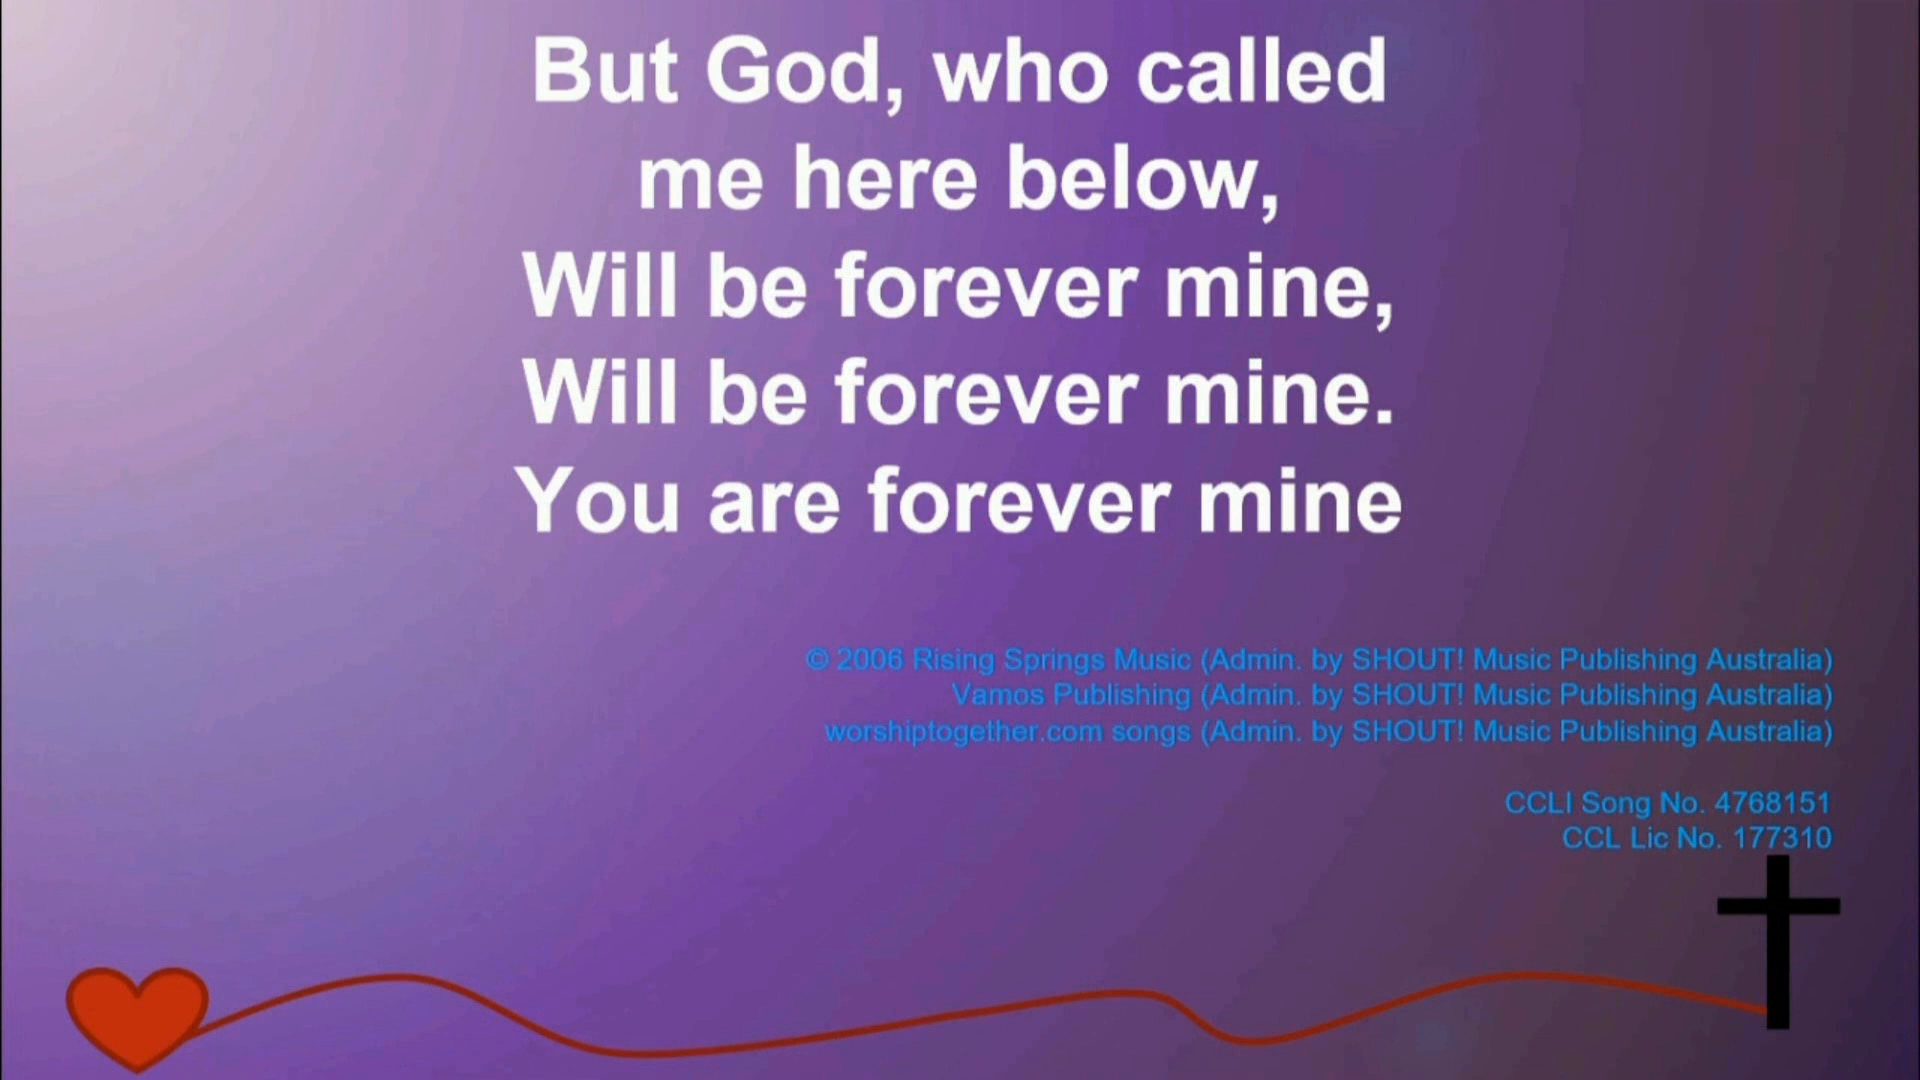 But God, who called
me here below,
Will be forever mine,
Will be forever mine.
You are forever mine
© 2006 Rising Springs Music (Admin. by SHOUT! Music Publishing Australia)
Vamos Publishing (Admin. by SHOUT! Music Publishing Australia)
worshiptogether.com songs (Admin. by SHOUT! Music Publishing Australia)
CCLI Song No. 4768151
CCL Lic No. 177310